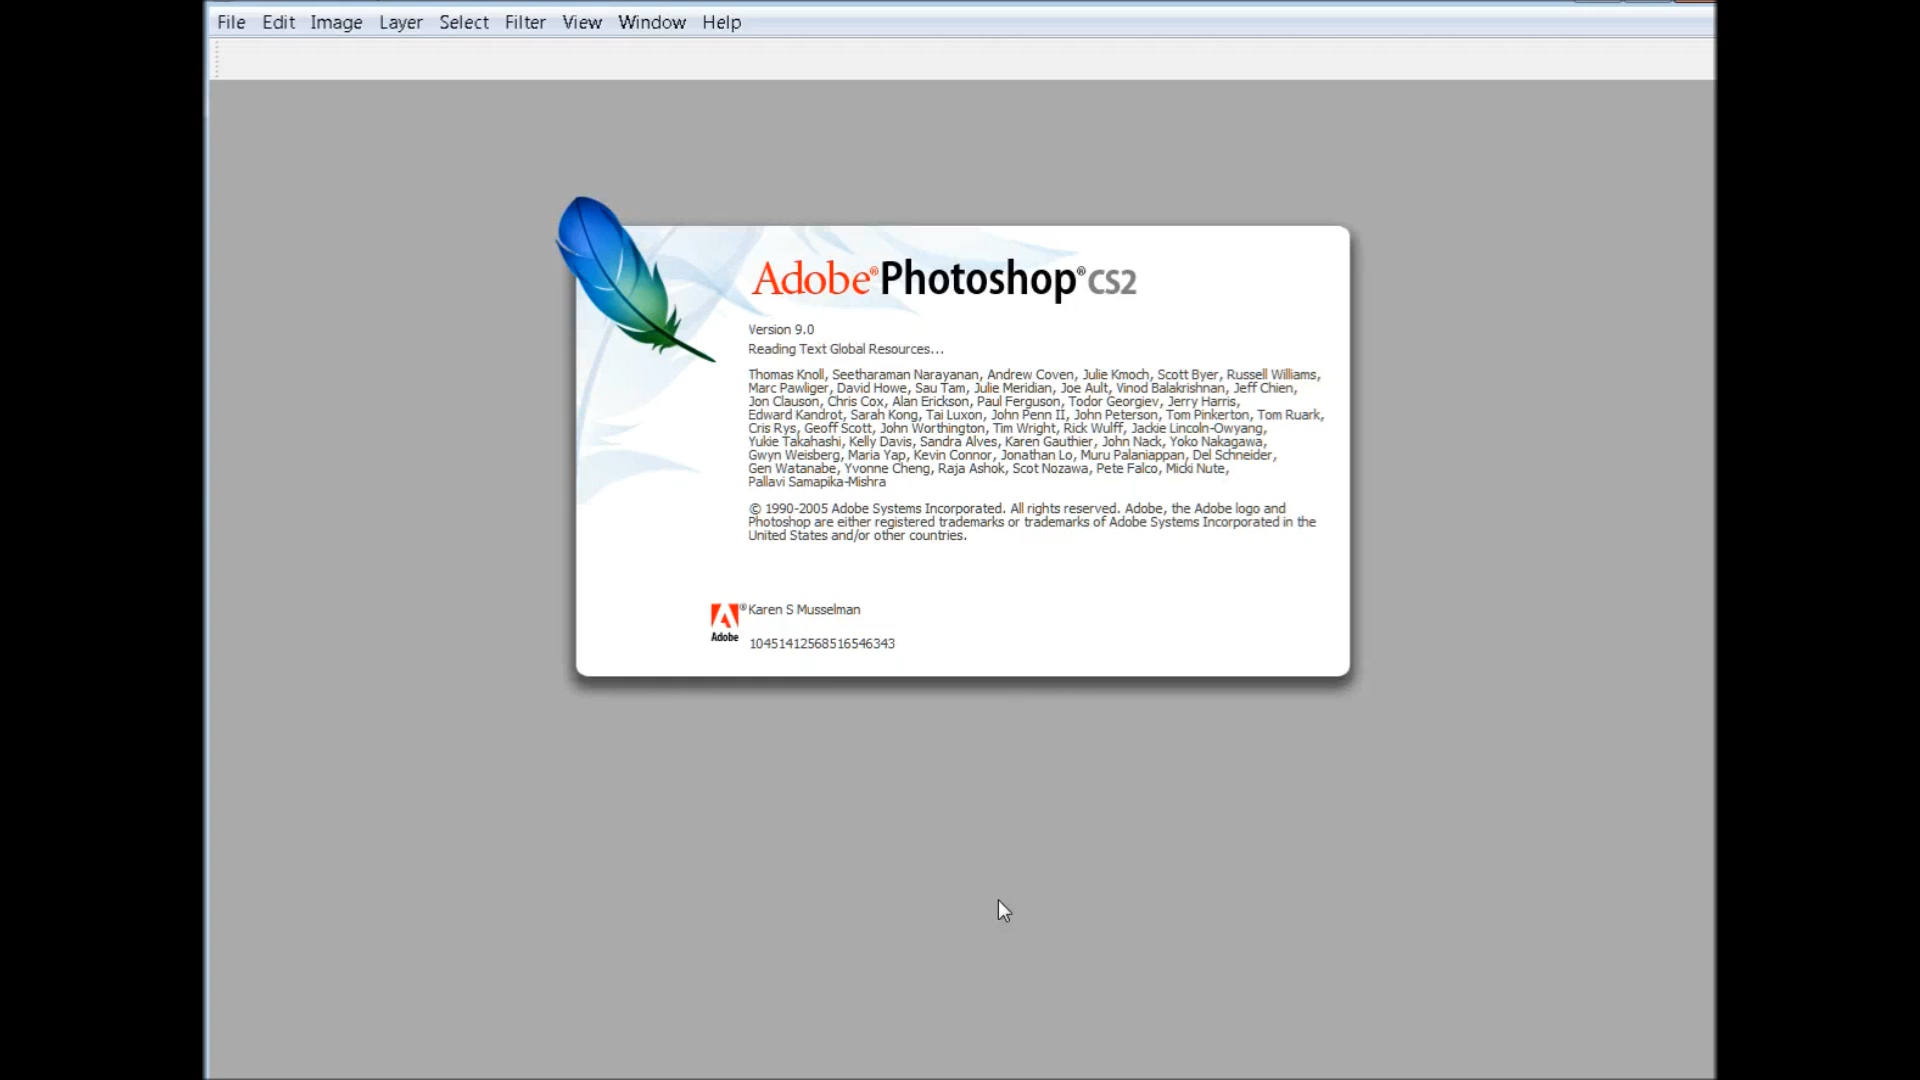 File Edit Image Layer Select Filter View Window Help
Adobe® Photoshop® CS2
Version 9.0
Reading Text Global Resources...
Thomas Knoll, Seetharaman Narayanan, Andrew Coven, Julie Kmoch, Scott Byer, Russell Williams,
Marc Pawliger, David Howe, Sau Tam, Julie Meridian, Joe Ault, Vinod Balakrishnan, Jeff Chien,
Jon Clauson, Chris Cox, Alan Erickson, Paul Ferguson, Todor Georgiev, Jerry Harris,
Edward Kandrot, Sarah Kong, Tai Luxon, John Penn II, John Peterson, Tom Pinkerton, Tom Ruark,
Cris Rys, Geoff Scott, John Worthington, Tim Wright, Rick Wulff, Jackie Lincoln-Owyang,
Yukie Takahashi, Kelly Davis, Sandra Alves, Karen Gauthier, John Nack, Yoko Nakagawa,
Gwyn Weisberg, Maria Yap, Kevin Connor, Jonathan Lo, Muru Palaniappan, Del Schneider,
Gen Watanabe, Yvonne Cheng, Raja Ashok, Scot Nozawa, Pete Falco, Micki Nute,
Pallavi Samapika-Mishra
© 1990-2005 Adobe Systems Incorporated. All rights reserved. Adobe, the Adobe logo and
Photoshop are either registered trademarks or trademarks of Adobe Systems Incorporated in the
United States and/or other countries.
® Karen S Musselman
Adobe
10451412568516546343